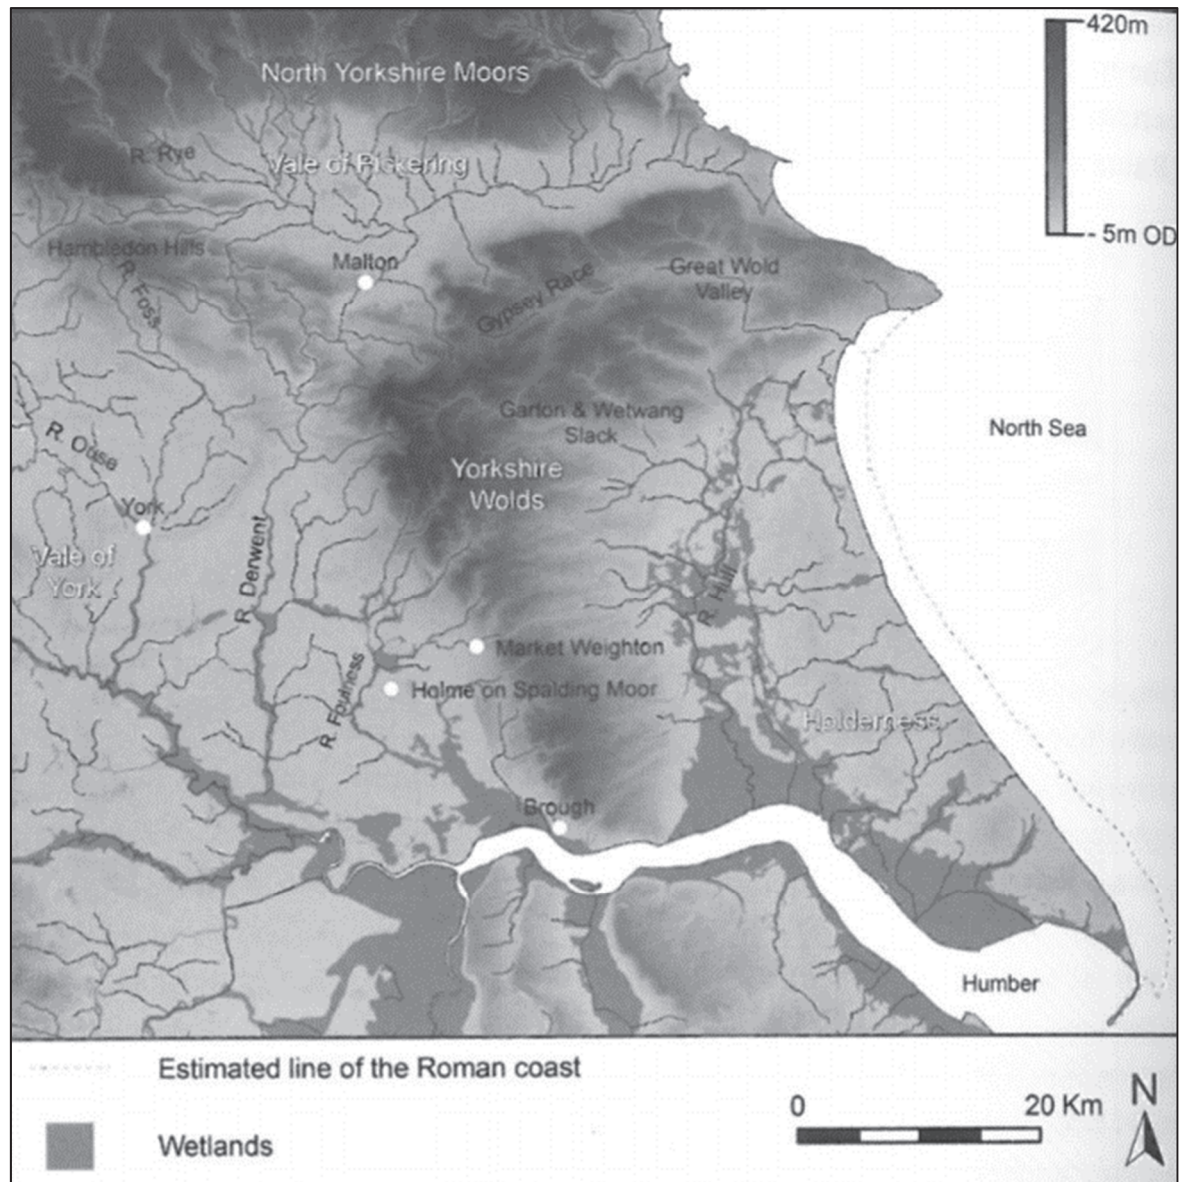 420m
North Yorkshire Moors
R. Rye
Vale of Pickering
- 5m OD
Hambledon Hills
Malton
Great Wold
Valley
R. Foss
Gypsey Race
Garton & Wetwang
Slack
North Sea
R. Ouse
Yorkshire
Wolds
York
Vale of
York
R. Derwent
R. Hull
Market Weighton
Holme on Spalding Moor
R. Foulness
Holderness
Brough
Humber
Estimated line of the Roman coast
Wetlands
0
20 Km
N